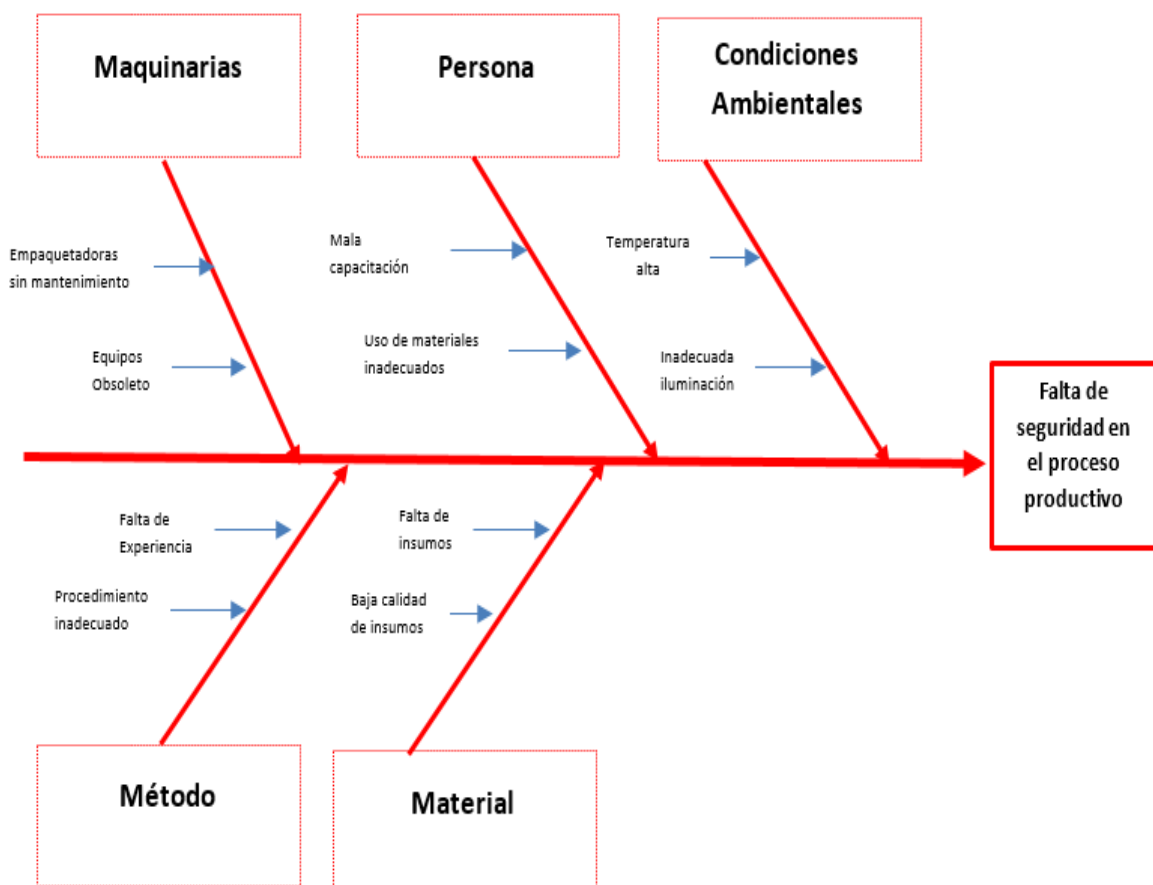 Maquinarias
Persona
Condiciones
Ambientales
Empaquetadoras
sin mantenimiento
Mala
capacitación
Temperatura
alta
Equipos
Obsoleto
Uso de materiales
inadecuados
Inadecuada
iluminación
Falta de
seguridad en
el proceso
productivo
Falta de
Experiencia
Falta de
insumos
Procedimiento
inadecuado
Baja calidad
de insumos
Método
Material